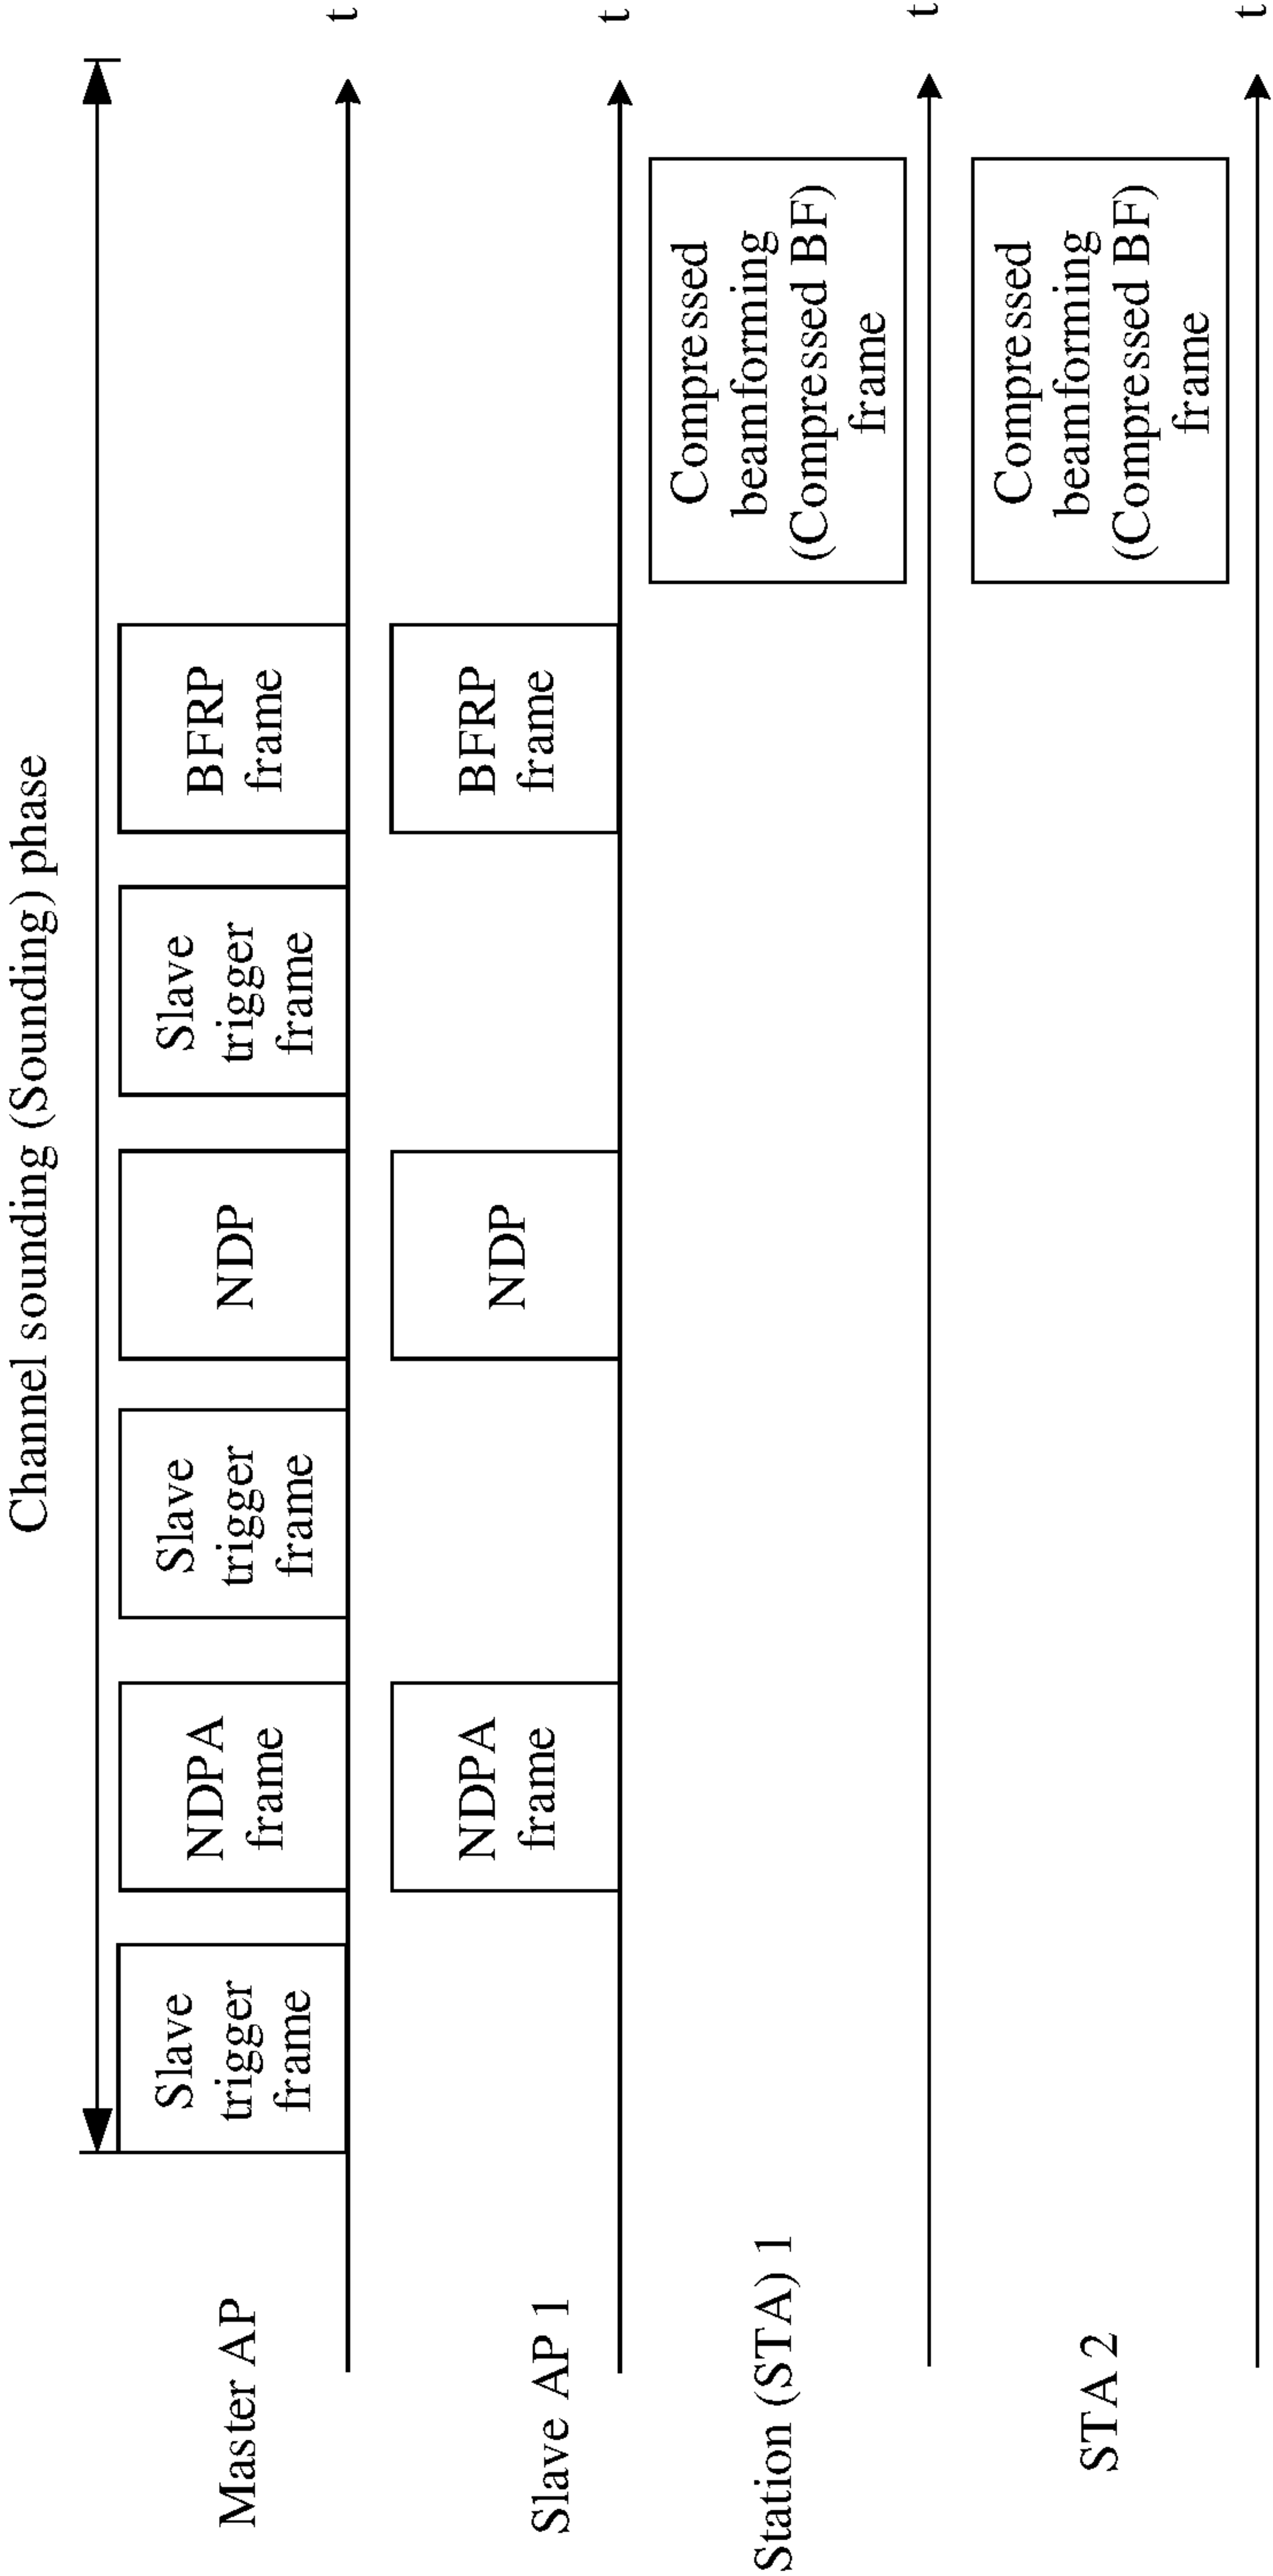 Channel sounding (Sounding) phase
Master AP
Slave
trigger
frame
NDPA
frame
Slave
trigger
frame
NDP
Slave
trigger
frame
BFRP
frame
t
Slave AP 1
NDPA
frame
NDP
BFRP
frame
t
Station (STA) 1
Compressed
beamforming
(Compressed BF)
frame
t
STA 2
Compressed
beamforming
(Compressed BF)
frame
t